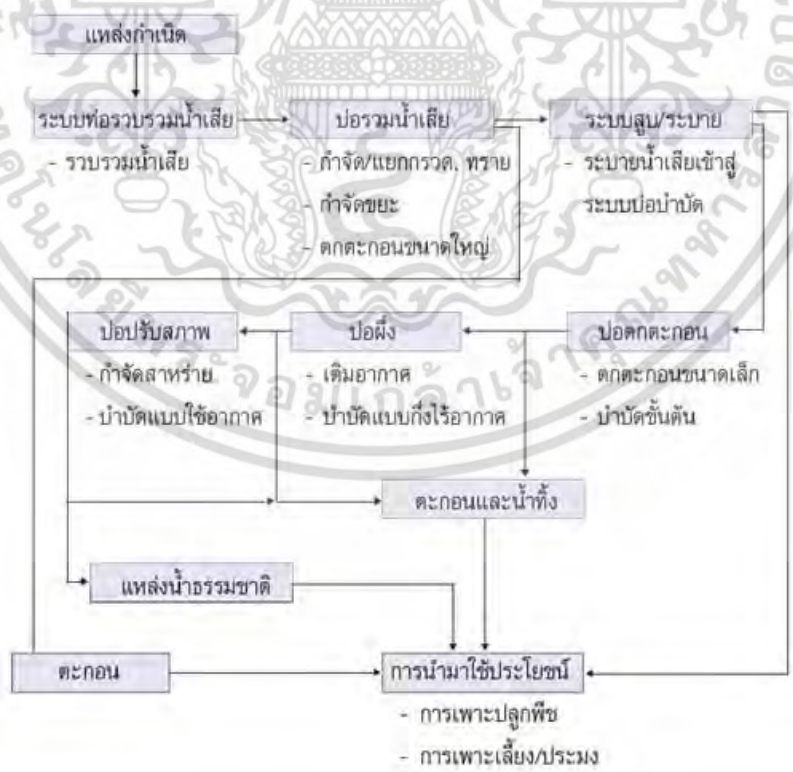 แหล่งกำเนิด
ระบบท่อรวบรวมน้ำเสีย
- รวบรวมน้ำเสีย
บ่อรวมน้ำเสีย
- กำจัด/แยกกรวด, ทราย
- กำจัดขยะ
- ตกตะกอนขนาดใหญ่
ระบบสูบ/ระบาย
- ระบายน้ำเสียเข้าสู่
ระบบบ่อบำบัด
บ่อปรับสภาพ
- กำจัดสาหร่าย
- บำบัดแบบใช้อากาศ
บ่อผึ่ง
- เติมอากาศ
- บำบัดแบบกึ่งไร้อากาศ
บ่อตกตะกอน
- ตกตะกอนขนาดเล็ก
- บำบัดขั้นต้น
ตะกอนและน้ำทิ้ง
แหล่งน้ำธรรมชาติ
ตะกอน
การนำมาใช้ประโยชน์
- การเพาะปลูกพืช
- การเพาะเลี้ยง/ประมง